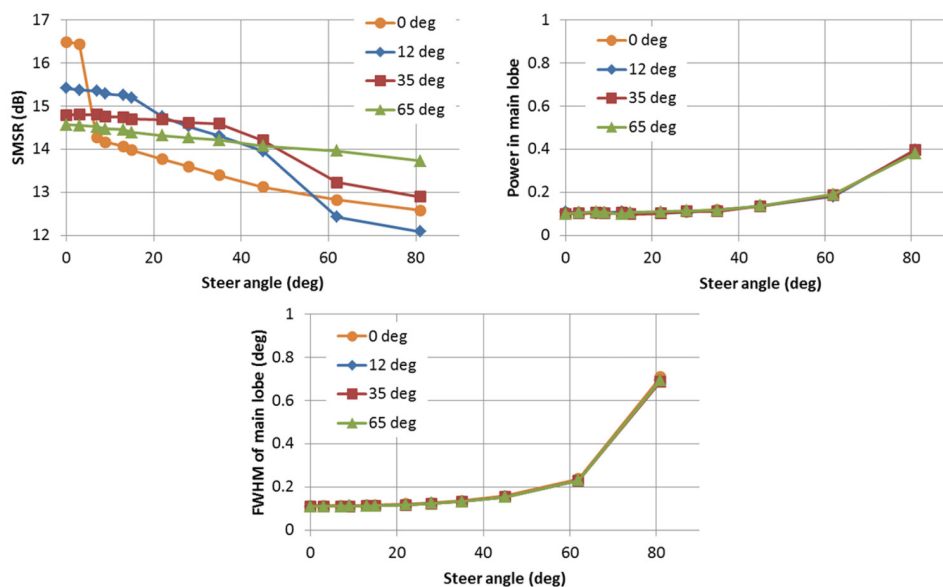 17
16
15
14
13
12
SMSR (dB)
0 20 40 60 80
Steer angle (deg)
0 deg
12 deg
35 deg
65 deg
1
0.8
0.6
0.4
0.2
0
Power in main lobe
0 20 40 60 80
Steer angle (deg)
0 deg
12 deg
35 deg
65 deg
1
0.8
0.6
0.4
0.2
0
FWHM of main lobe (deg)
0 20 40 60 80
Steer angle (deg)
0 deg
12 deg
35 deg
65 deg